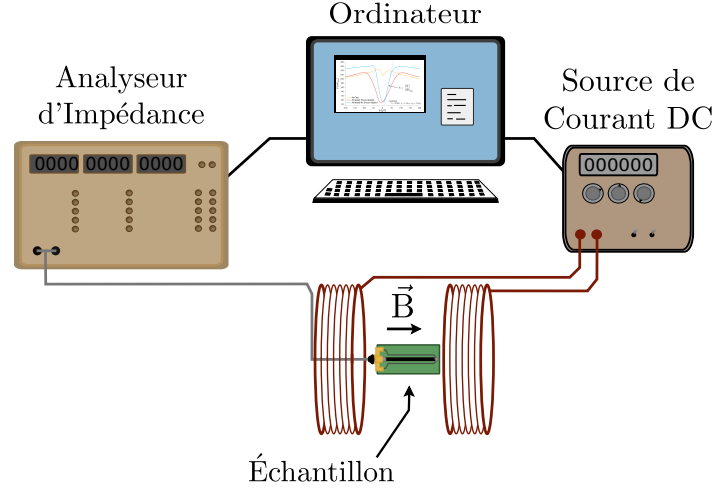 Ordinateur
Analyseur
d'Impédance
Source de
Courant DC
0000 0000 0000
000000
B
Échantillon